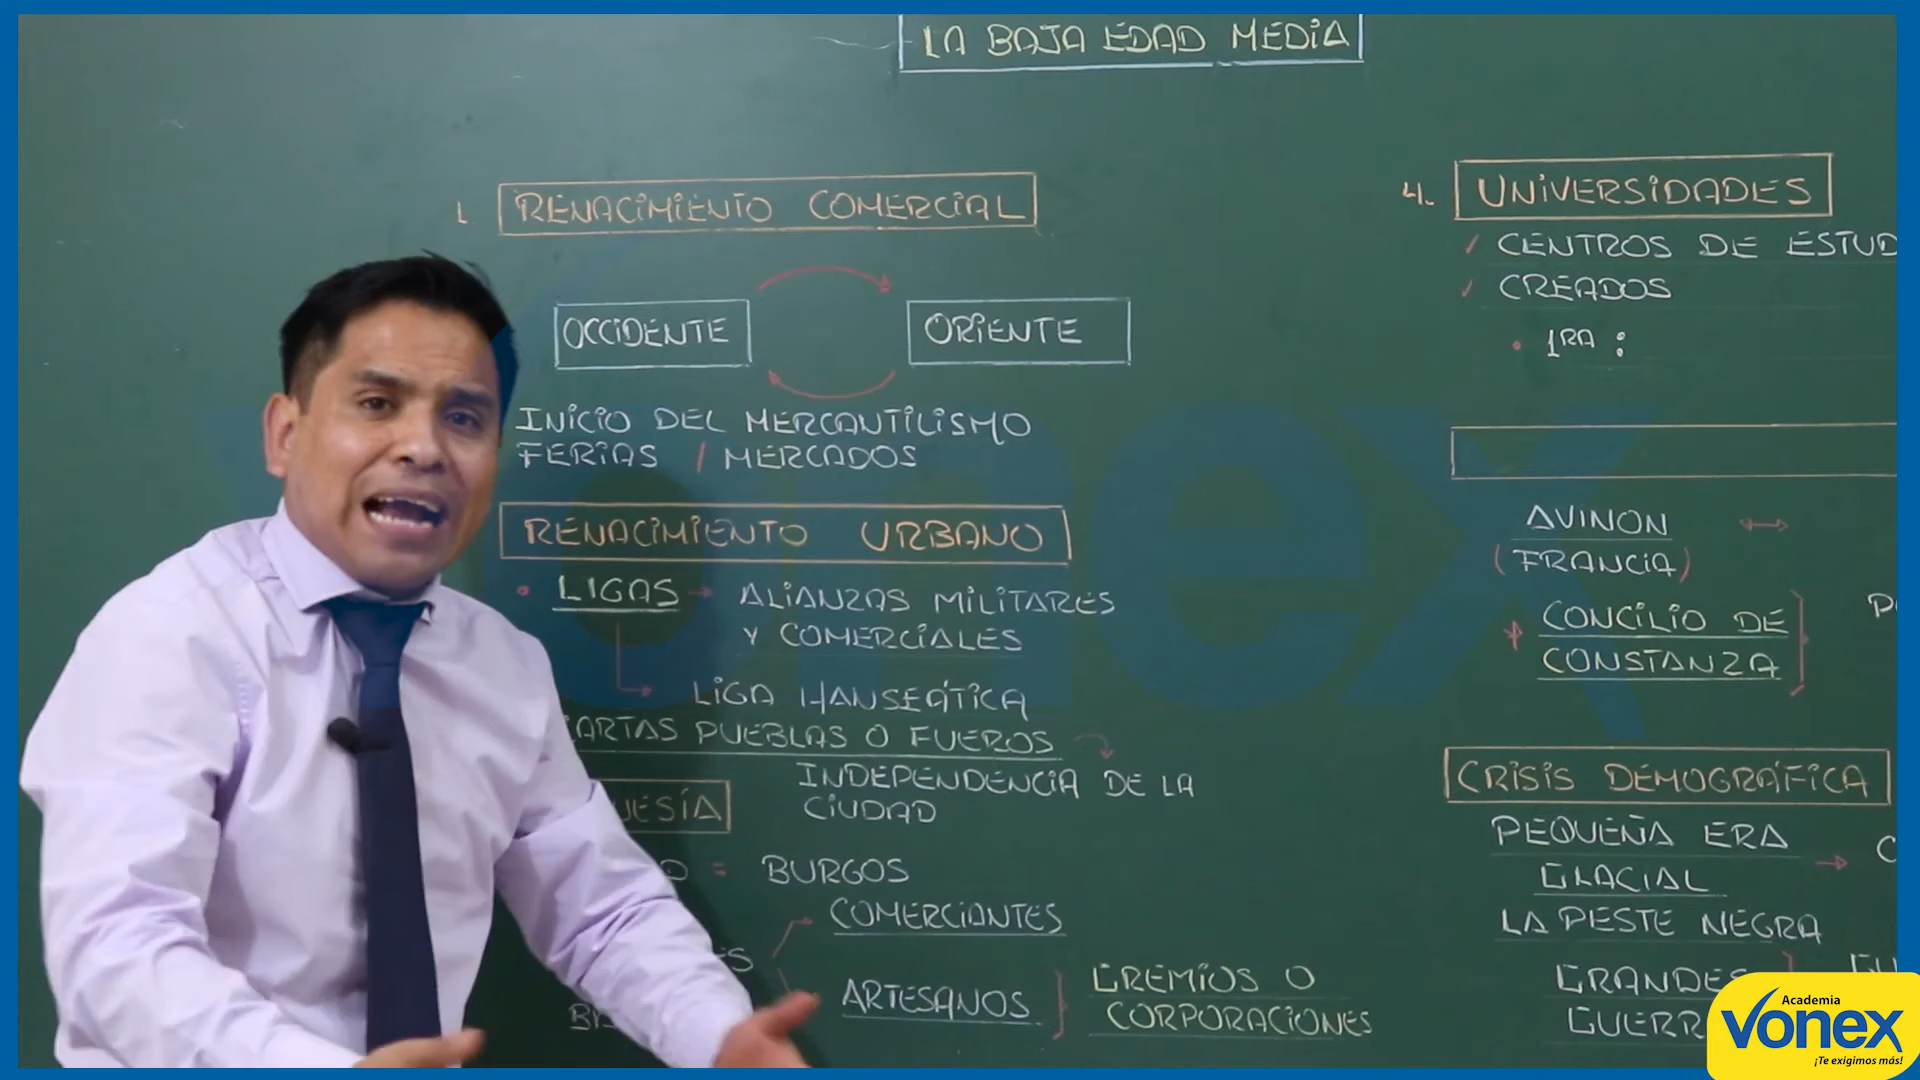 LA BAJA EDAD MEDIA
1. RENACIMIENTO COMERCIAL
OCCIDENTE
ORIENTE
INICIO DEL MERCANTILISMO
FERIAS / MERCADOS
RENACIMIENTO URBANO
• LIGAS → ALIANZAS MILITARES
Y COMERCIALES
LIGA HANSEÁTICA
CARTAS PUEBLAS O FUEROS
INDEPENDENCIA DE LA
CIUDAD
= BURGOS
COMERCIANTES
ARTESANOS
GREMIOS O
CORPORACIONES
4. UNIVERSIDADES
CENTROS DE
CREADOS
• 1RA :
AVINON
(FRANCIA)
CONCILIO DE
CONSTANZA
CRISIS DEMOGRÁFICA
PEQUEÑA ERA
GLACIAL
LA PESTE NEGRA
GRANDES
Academia
Vonex
¡Te exigimos más!